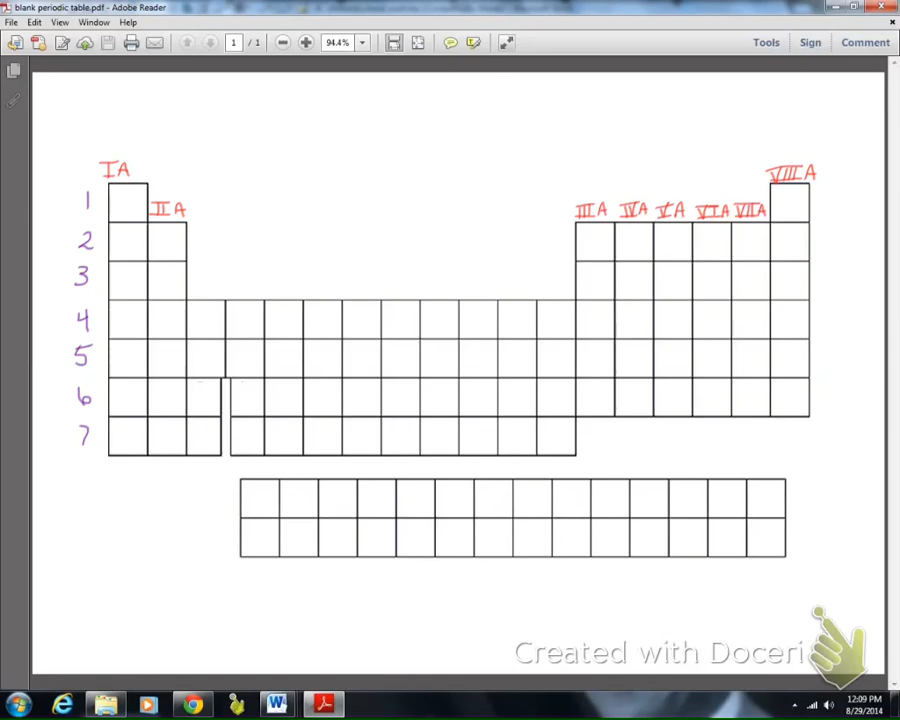 blank periodic table.pdf - Adobe Reader
File Edit View Window Help
1 / 1 94.4% Tools Sign Comment
IA
VIIIA
1
IIA IIIA IVA VA VIA VIIA
2
3
4
5
6
7
Created with Doceri
12:09 PM
8/29/2014